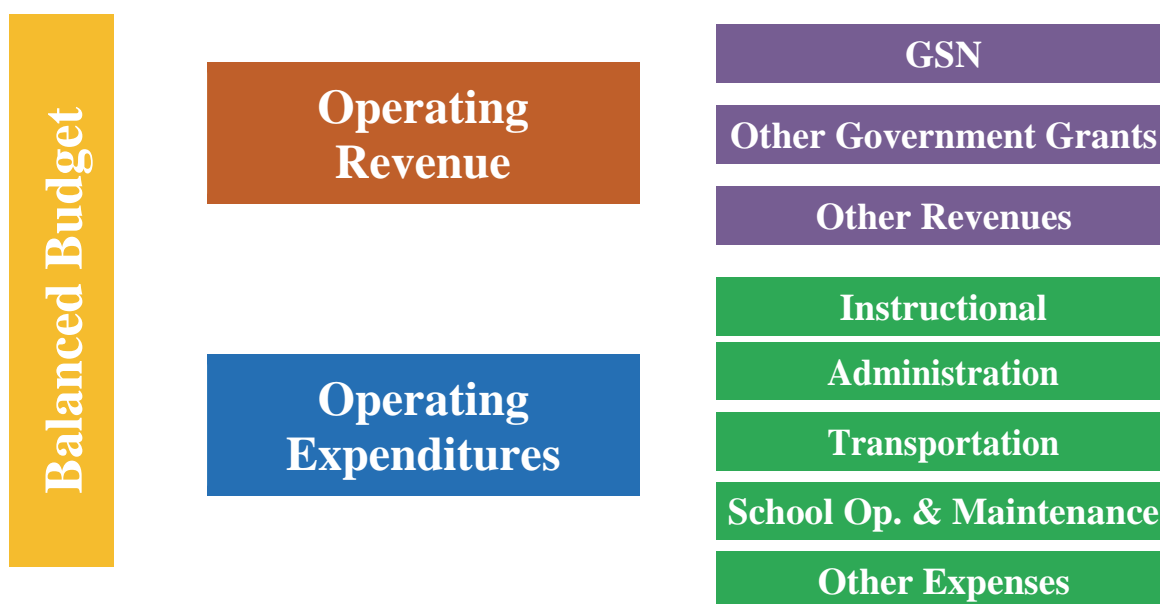 Balanced Budget
Operating
Revenue
GSN
Other Government Grants
Other Revenues
Operating
Expenditures
Instructional
Administration
Transportation
School Op. & Maintenance
Other Expenses